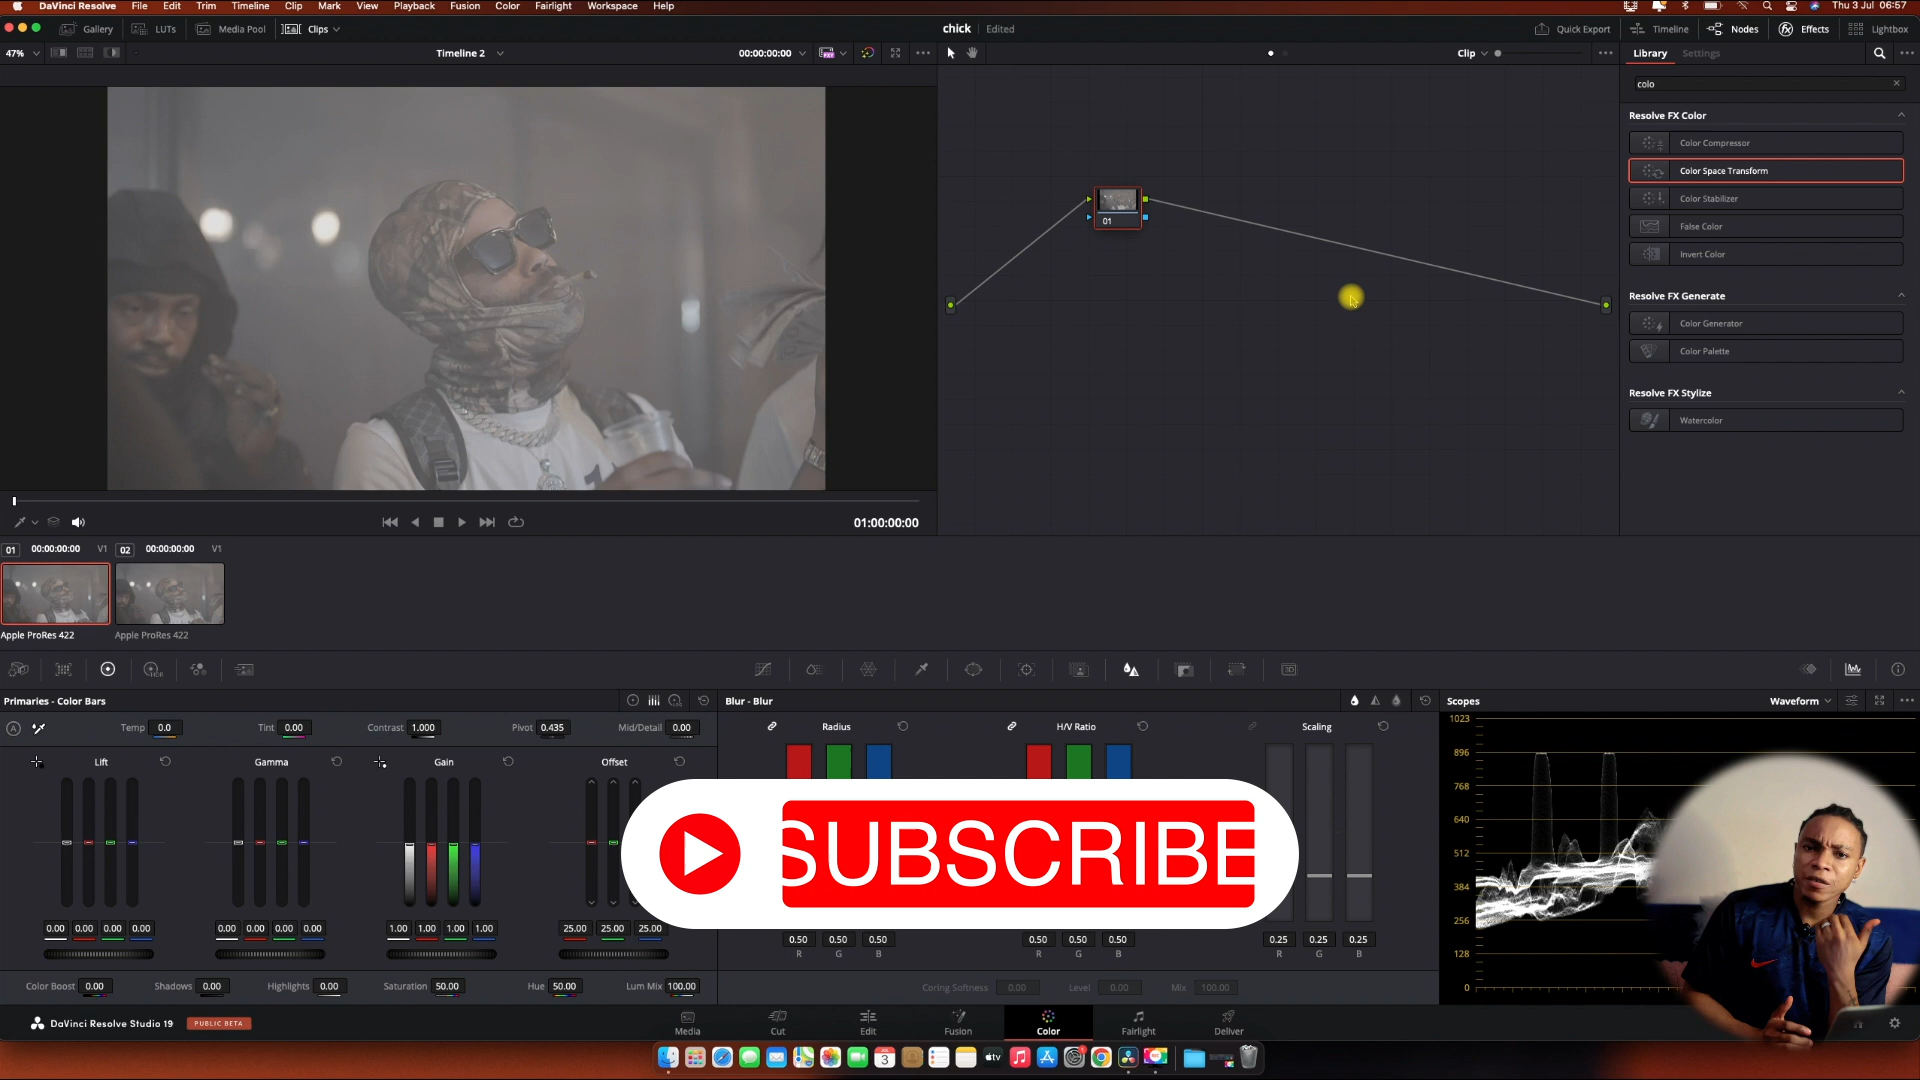 DaVinci Resolve File Edit Trim Timeline Clip Mark View Playback Fusion Color Fairlight Workspace Help Thu 3 Jul 06:57
Gallery LUTs Media Pool Clips chick Edited Quick Export Timeline Nodes Effects Lightbox
47% Timeline 2 00:00:00:00 Clip Library Settings
colo
Resolve FX Color
Color Compressor
Color Space Transform
Color Stabilizer
False Color
Invert Color
Resolve FX Generate
Color Generator
Color Palette
Resolve FX Stylize
Watercolor
01
01:00:00:00
01 00:00:00:00 V1 02 00:00:00:00 V1
Apple ProRes 422 Apple ProRes 422
HDR
3D
Primaries - Color Bars Blur - Blur Scopes Waveform
A Temp 0.0 Tint 0.00 Contrast 1.000 Pivot 0.435 Mid/Detail 0.00 Radius H/V Ratio Scaling
Lift Gamma Gain Offset
1023
896
768
640
512
384
256
128
0
SUBSCRIBE
0.00 0.00 0.00 0.00 0.00 0.00 0.00 0.00 1.00 1.00 1.00 1.00 25.00 25.00 25.00
0.50 0.50 0.50 0.50 0.50 0.50 0.25 0.25 0.25
R G B R G B R G B
Color Boost 0.00 Shadows 0.00 Highlights 0.00 Saturation 50.00 Hue 50.00 Lum Mix 100.00 Coring Softness 0.00 Level 0.00 Mix 100.00
DaVinci Resolve Studio 19 PUBLIC BETA Media Cut Edit Fusion Color Fairlight Deliver
3
tv